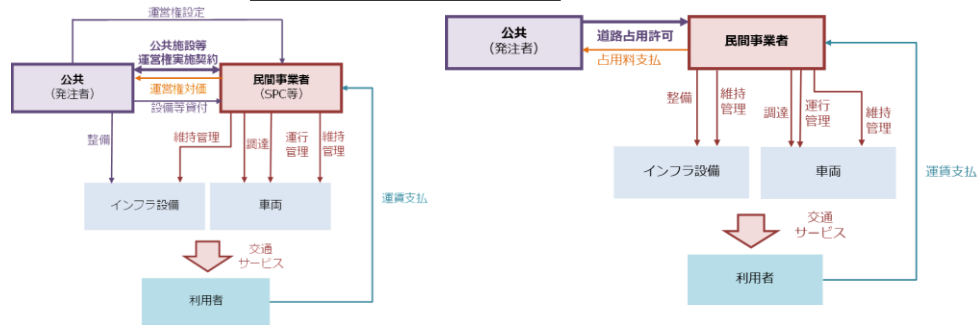 運営権設定
公共施設等
運営権実施契約
公共
(発注者)
民間事業者
(SPC等)
運営権対価
設備等貸付
整備
維持管理
調達
運行
管理
維持
管理
インフラ設備
車両
運賃支払
交通
サービス
利用者
公共
(発注者)
道路占用許可
占用料支払
民間事業者
整備
維持
管理
調達
運行
管理
維持
管理
インフラ設備
車両
運賃支払
交通
サービス
利用者